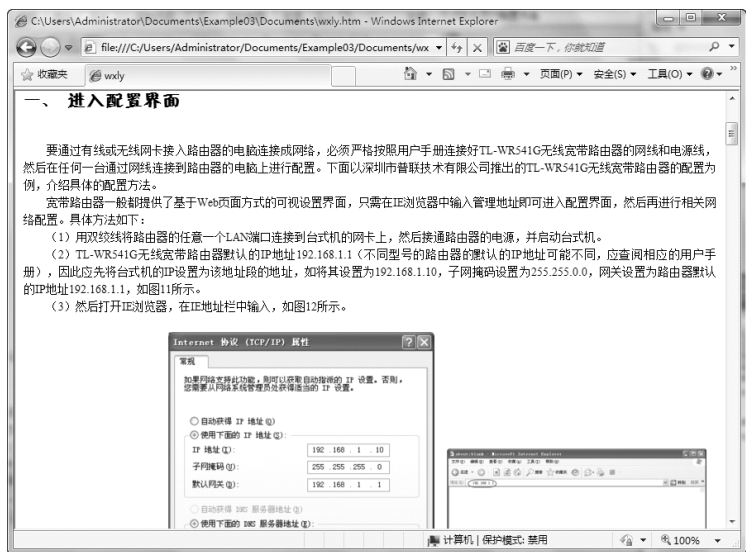 C:\Users\Administrator\Documents\Example03\Documents\wxly.htm - Windows Internet Explorer
file:///C:/Users/Administrator/Documents/Example03/Documents/wx
百度一下，你就知道
收藏夹
wxly
页面(P) 安全(S) 工具(O)
一、 进入配置界面
要通过有线或无线网卡接入路由器的电脑连接成网络，必须严格按照用户手册连接好TL-WR541G无线宽带路由器的网线和电源线，
然后在任何一台通过网线连接到路由器的电脑上进行配置。下面以深圳市普联技术有限公司推出的TL-WR541G无线宽带路由器的配置为
例，介绍具体的配置方法。
宽带路由器一般都提供了基于Web页面方式的可视设置界面，只需在IE浏览器中输入管理地址即可进入配置界面，然后再进行相关网
络配置。具体方法如下：
（1）用双绞线将路由器的任意一个LAN端口连接到台式机的网卡上，然后接通路由器的电源，并启动台式机。
（2）TL-WR541G无线宽带路由器默认的IP地址192.168.1.1（不同型号的路由器的默认的IP地址可能不同，应查阅相应的用户手
册），因此应先将台式机的IP设置为该地址段的地址，如将其设置为192.168.1.10，子网掩码设置为255.255.0.0，网关设置为路由器默认
的IP地址192.168.1.1，如图11所示。
（3）然后打开IE浏览器，在IE地址栏中输入，如图12所示。
Internet 协议 (TCP/IP) 属性
常规
如果网络支持此功能，则可以获取自动指派的 IP 设置。否则，
您需要从网络系统管理员处获得适当的 IP 设置。
自动获得 IP 地址(O)
使用下面的 IP 地址(S):
IP 地址(I): 192 .168 . 1 . 10
子网掩码(U): 255 .255 .255 . 0
默认网关(D): 192 .168 . 1 . 1
自动获得 DNS 服务器地址(B)
使用下面的 DNS 服务器地址(E):
about:blank - Microsoft Internet Explorer
计算机 | 保护模式: 禁用
100%